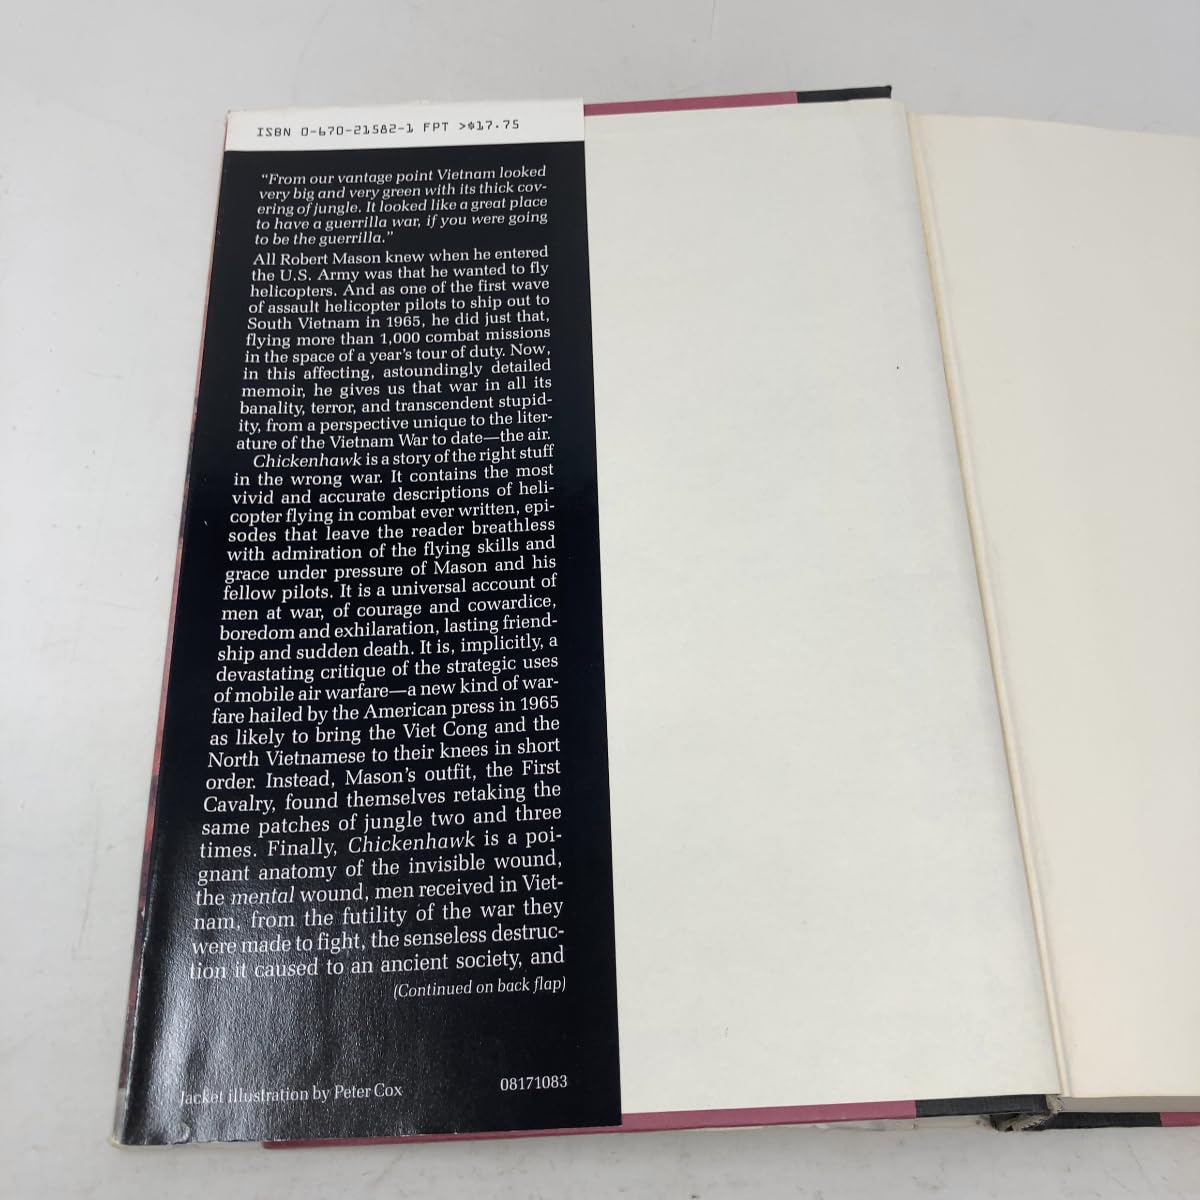 ISBN 0-670-21582-1 FPT >$17.75
"From our vantage point Vietnam looked
very big and very green with its thick cov-
ering of jungle. It looked like a great place
to have a guerrilla war, if you were going
to be the guerrilla."
All Robert Mason knew when he entered
the U.S. Army was that he wanted to fly
helicopters. And as one of the first wave
of assault helicopter pilots to ship out to
South Vietnam in 1965, he did just that,
flying more than 1,000 combat missions
in the space of a year's tour of duty. Now,
in this affecting, astoundingly detailed
memoir, he gives us that war in all its
banality, terror, and transcendent stupid-
ity, from a perspective unique to the liter-
ature of the Vietnam War to date—the air.
Chickenhawk is a story of the right stuff
in the wrong war. It contains the most
vivid and accurate descriptions of heli-
copter flying in combat ever written, epi-
sodes that leave the reader breathless
with admiration of the flying skills and
grace under pressure of Mason and his
fellow pilots. It is a universal account of
men at war, of courage and cowardice,
boredom and exhilaration, lasting friend-
ship and sudden death. It is, implicitly, a
devastating critique of the strategic uses
of mobile air warfare—a new kind of war-
fare hailed by the American press in 1965
as likely to bring the Viet Cong and the
North Vietnamese to their knees in short
order. Instead, Mason's outfit, the First
Cavalry, found themselves retaking the
same patches of jungle two and three
times. Finally, Chickenhawk is a poi-
gnant anatomy of the invisible wound,
the mental wound, men received in Viet-
nam, from the futility of the war they
were made to fight, the senseless destruc-
tion it caused to an ancient society, and
(Continued on back flap)
Jacket illustration by Peter Cox
08171083